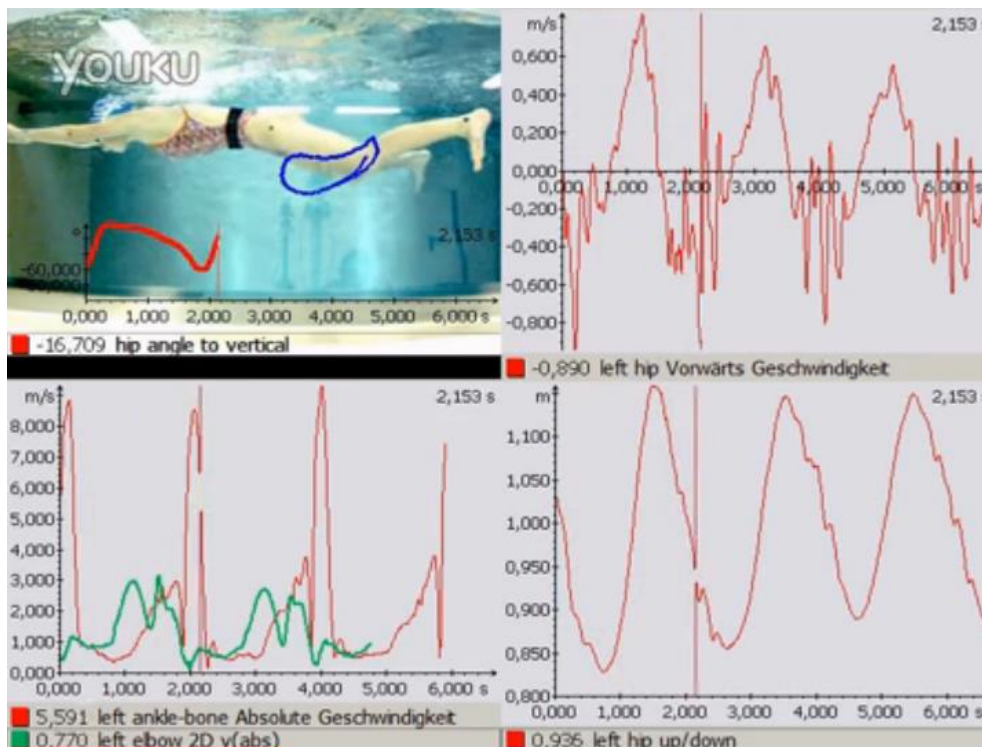 YOUKU
°
2,153 s
-60,000
0,000 1,000 2,000 3,000 4,000 5,000 6,000 s
-16,709 hip angle to vertical
m/s
2,153 s
0,600
0,400
0,200
0,000
0,000 1,000 2,000 3,000 4,000 5,000 6,000 s
-0,200
-0,400
-0,600
-0,800
-0,890 left hip Vorwärts Geschwindigkeit
m/s
2,153 s
8,000
7,000
6,000
5,000
4,000
3,000
2,000
1,000
0,000
0,000 1,000 2,000 3,000 4,000 5,000 6,000 s
5,591 left ankle-bone Absolute Geschwindigkeit
0,770 left elbow 2D v(abs)
m
2,153 s
1,100
1,050
1,000
0,950
0,900
0,850
0,800
0,000 1,000 2,000 3,000 4,000 5,000 6,000 s
0,936 left hip up/down